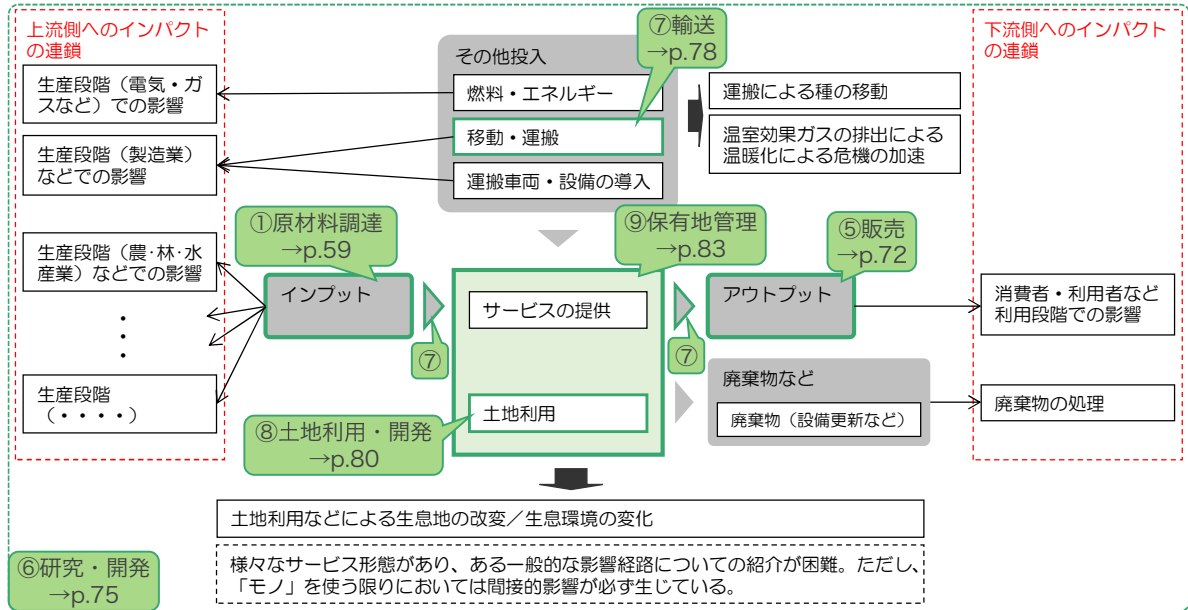 上流側へのインパクト
の連鎖
生産段階（電気・ガ
スなど）での影響
生産段階（製造業）
などでの影響
生産段階（農･林･水
産業）などでの影響
・
・
・
生産段階
（・・・・）
その他投入
⑦輸送
→p.78
燃料・エネルギー
移動・運搬
運搬車両・設備の導入
運搬による種の移動
温室効果ガスの排出による
温暖化による危機の加速
下流側へのインパクト
の連鎖
①原材料調達
→p.59
インプット
⑦
⑨保有地管理
→p.83
サービスの提供
土地利用
⑧土地利用・開発
→p.80
⑤販売
→p.72
アウトプット
⑦
廃棄物など
廃棄物（設備更新など）
消費者・利用者など
利用段階での影響
廃棄物の処理
土地利用などによる生息地の改変／生息環境の変化
様々なサービス形態があり、ある一般的な影響経路についての紹介が困難。ただし、
「モノ」を使う限りにおいては間接的影響が必ず生じている。
⑥研究・開発
→p.75